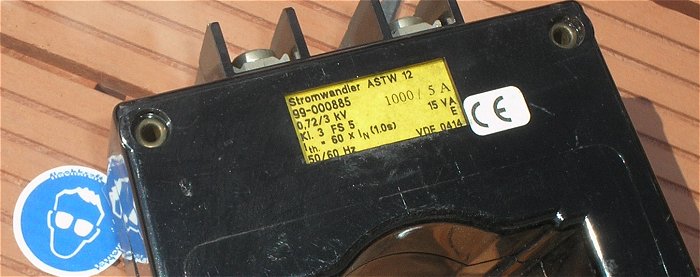 Stromwandler ASTW 12
99-000885 1000 / 5 A
0,72/3 kV 15 VA
Kl. 3 FS 5 E
Ith. = 60 x IN (1.0s)
50/60 Hz VDE 0414
CE